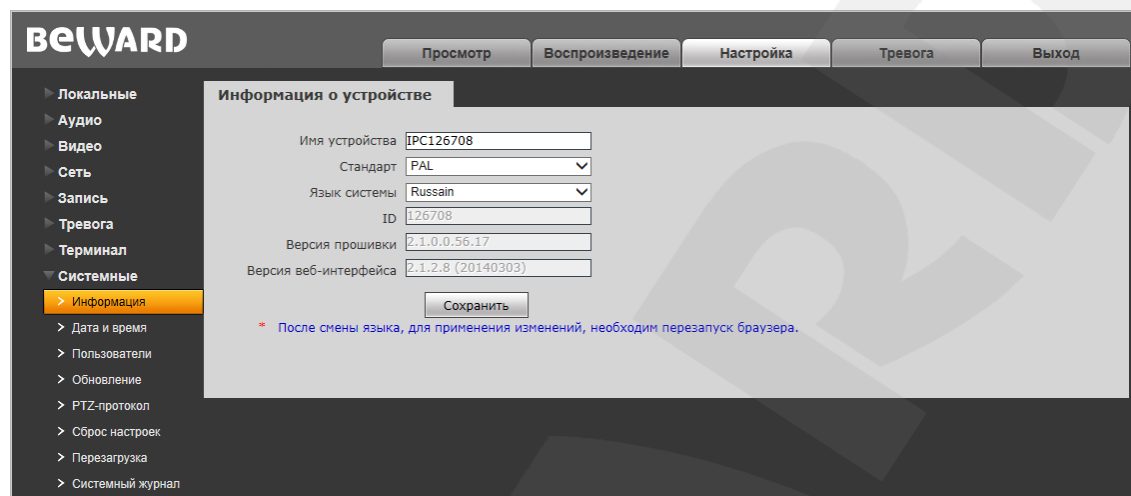 BEWARD
Просмотр Воспроизведение Настройка Тревога Выход
Локальные
Аудио
Видео
Сеть
Запись
Тревога
Терминал
Системные
Информация
Дата и время
Пользователи
Обновление
PTZ-протокол
Сброс настроек
Перезагрузка
Системный журнал
Информация о устройстве
Имя устройства IPC126708
Стандарт PAL
Язык системы Russain
ID 126708
Версия прошивки 2.1.0.0.56.17
Версия веб-интерфейса 2.1.2.8 (20140303)
Сохранить
* После смены языка, для применения изменений, необходим перезапуск браузера.